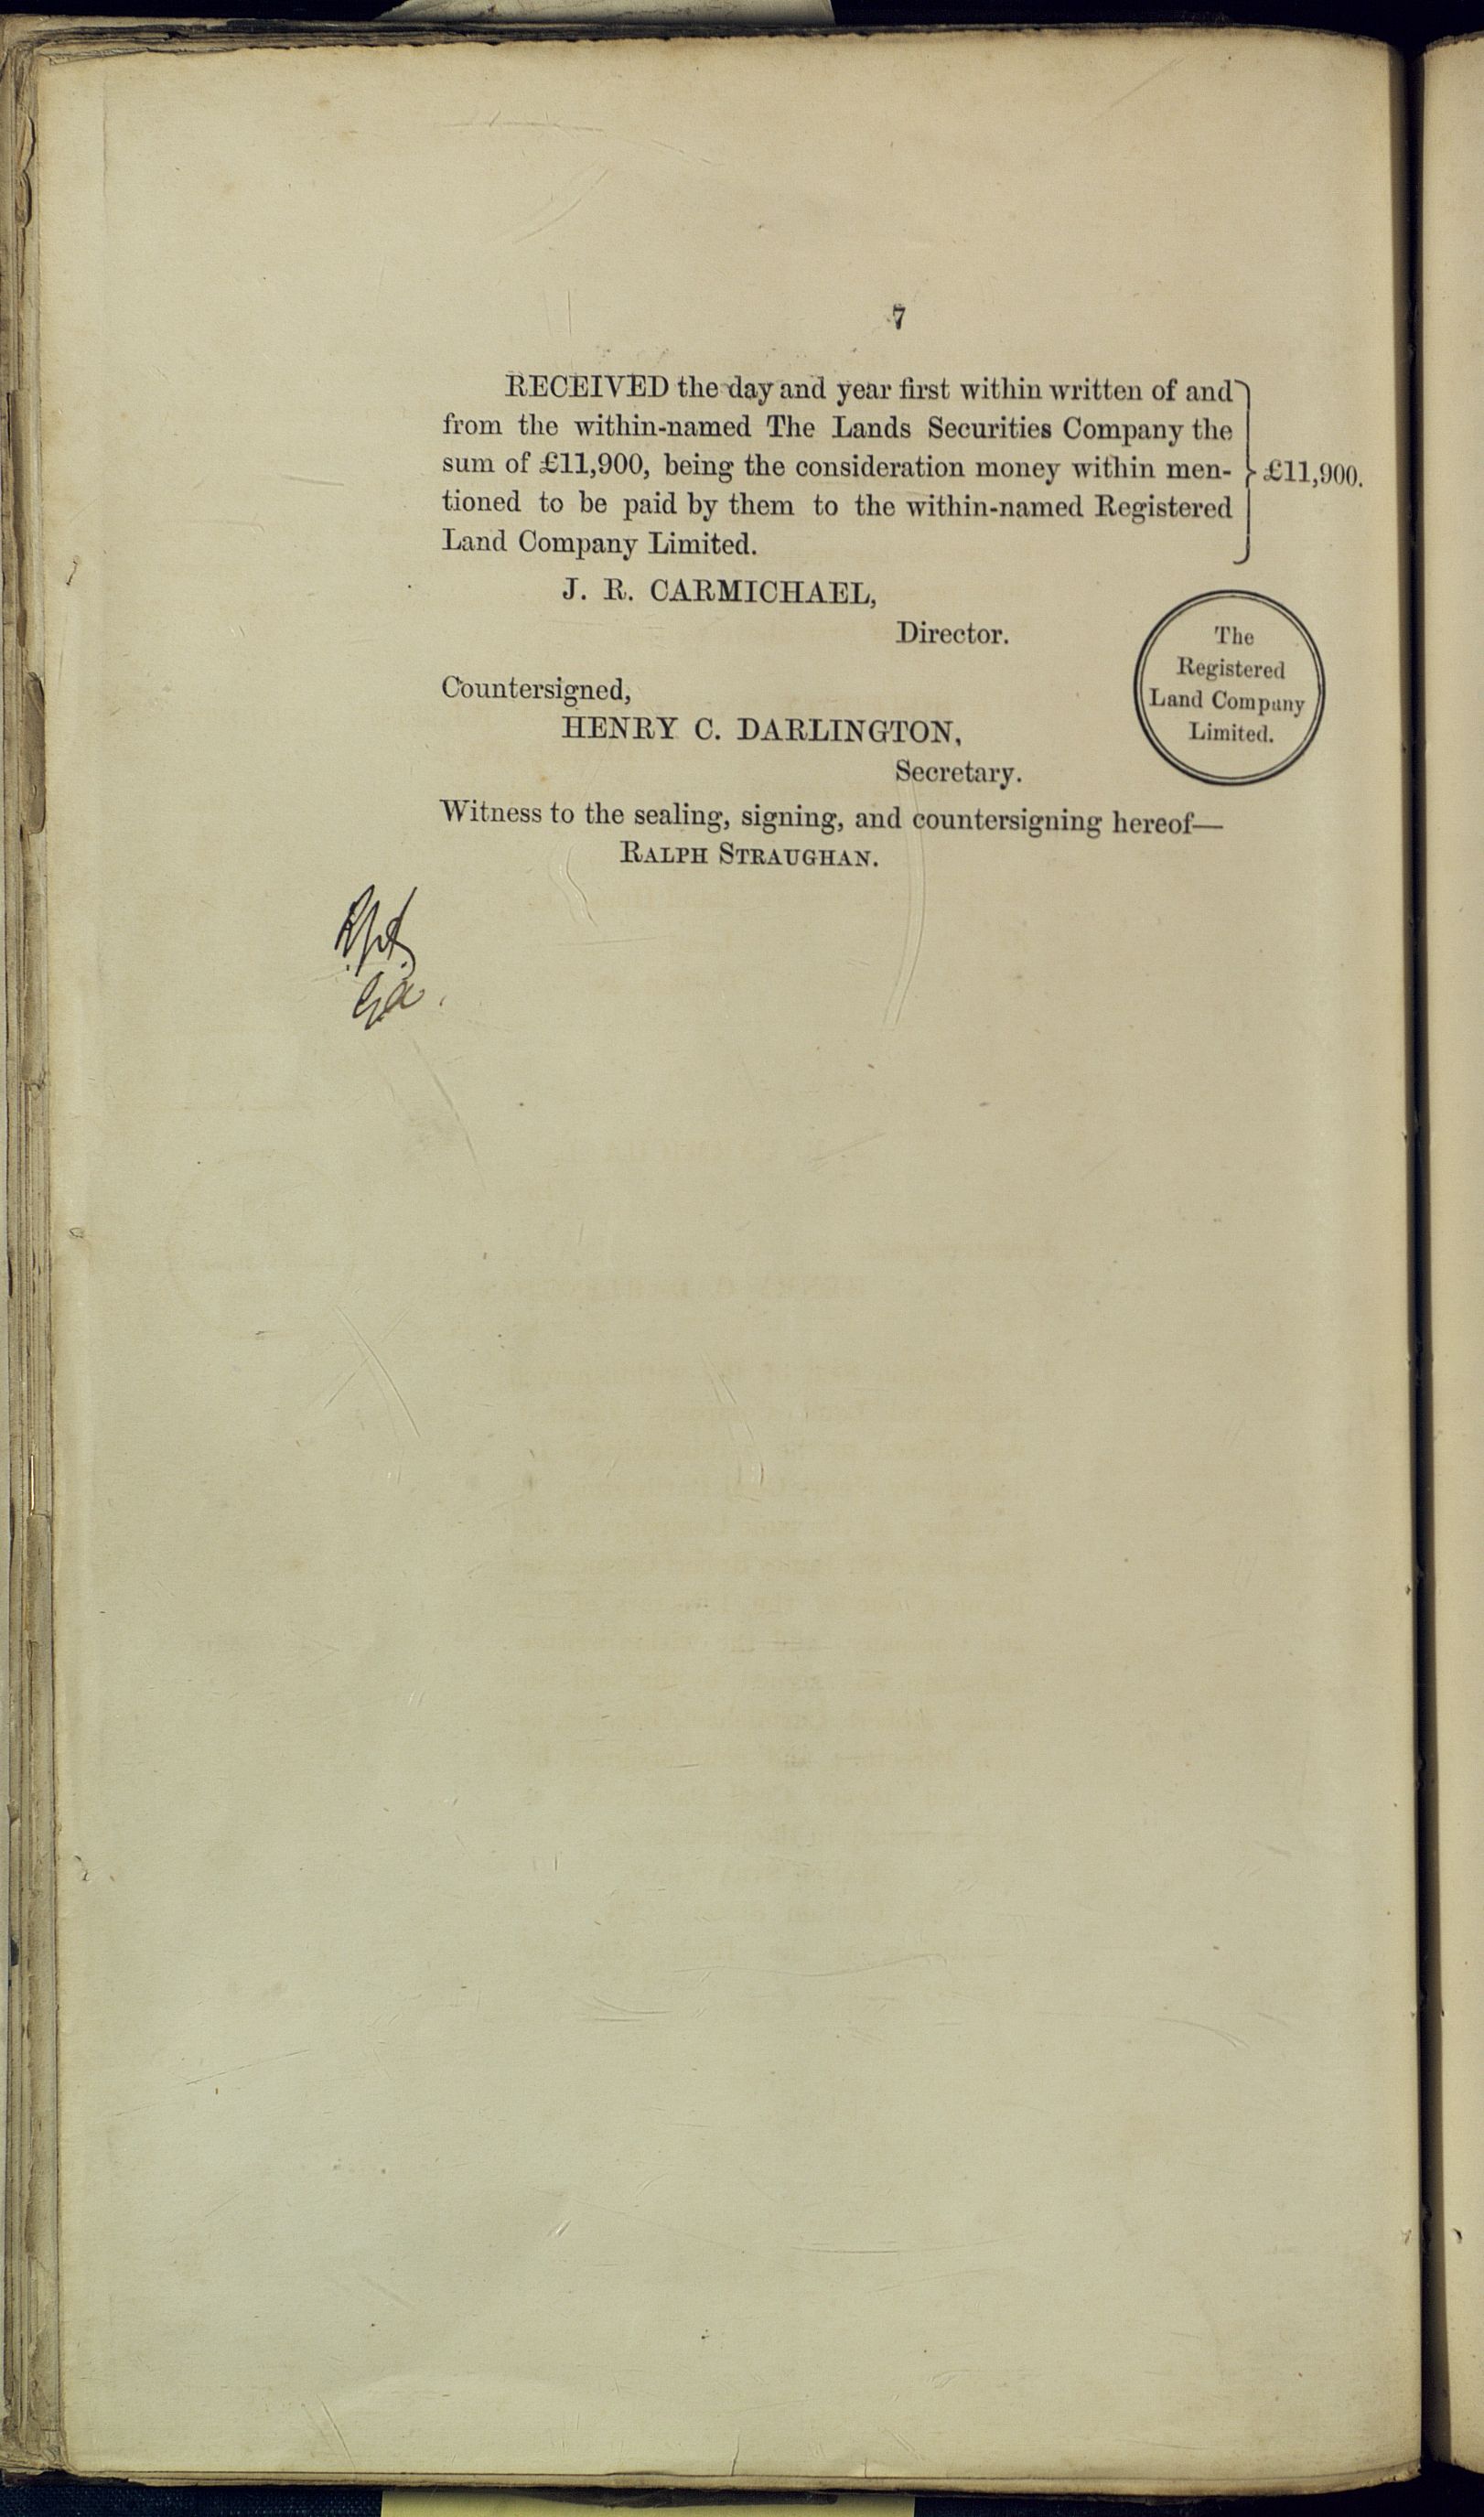 7
RECEIVED the day and year first within written of and
from the within-named The Lands Securities Company the
sum of £11,900, being the consideration money within men-
tioned to be paid by them to the within-named Registered
Land Company Limited.
£11,900.
J. R. CARMICHAEL,
Director.
The
Registered
Land Company
Limited.
Countersigned,
HENRY C. DARLINGTON,
Secretary.
Witness to the sealing, signing, and countersigning hereof—
RALPH STRAUGHAN.